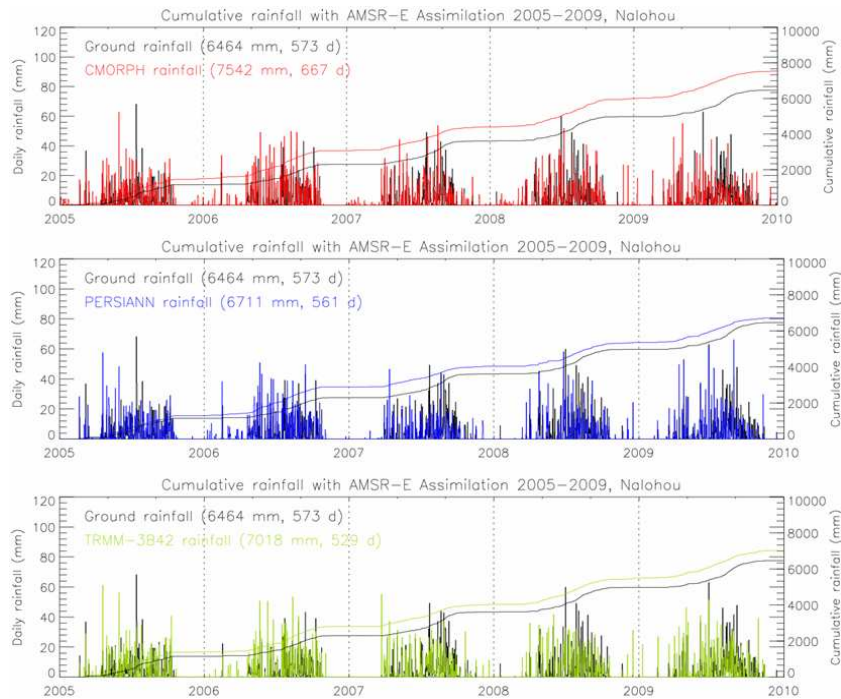 Cumulative rainfall with AMSR-E Assimilation 2005-2009, Nalohou
Ground rainfall (6464 mm, 573 d)
CMORPH rainfall (7542 mm, 667 d)
Daily rainfall (mm)
120
100
80
60
40
20
0
10000
8000
6000
4000
2000
0
Cumulative rainfall (mm)
2005 2006 2007 2008 2009 2010
Cumulative rainfall with AMSR-E Assimilation 2005-2009, Nalohou
Ground rainfall (6464 mm, 573 d)
PERSIANN rainfall (6711 mm, 561 d)
Daily rainfall (mm)
120
100
80
60
40
20
0
10000
8000
6000
4000
2000
0
Cumulative rainfall (mm)
2005 2006 2007 2008 2009 2010
Cumulative rainfall with AMSR-E Assimilation 2005-2009, Nalohou
Ground rainfall (6464 mm, 573 d)
TRMM-3B42 rainfall (7018 mm, 529 d)
Daily rainfall (mm)
120
100
80
60
40
20
0
10000
8000
6000
4000
2000
0
Cumulative rainfall (mm)
2005 2006 2007 2008 2009 2010